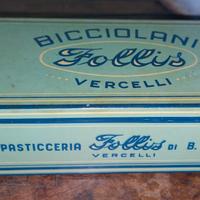 BICCIOLANI
Follis
VERCELLI
PASTICCERIA Follis DI B.
VERCELLI